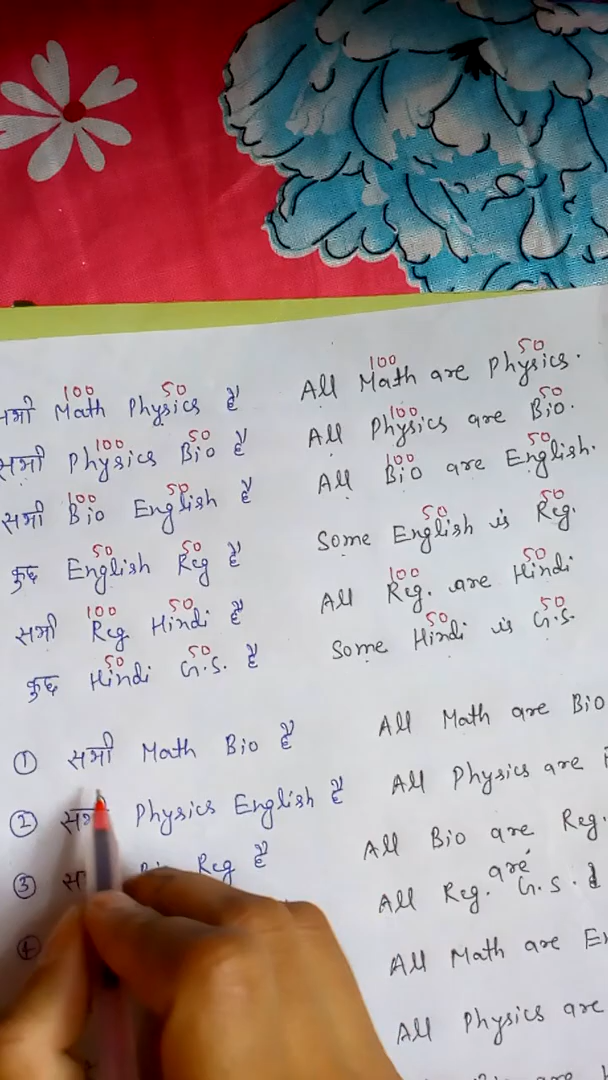 100 50
सभी Math Physics है
100 50
सभी Physics Bio है
100 50
सभी Bio English है
50 50
कुछ English Reg है
100 50
सभी Reg Hindi है
50 50
कुछ Hindi G.S. है
100 50
All Math are Physics.
100 50
All Physics are Bio.
100 50
All Bio are English.
50 50
Some English is Reg.
100 50
All Reg. are Hindi
50 50
Some Hindi is G.S.
① सभी Math Bio है
② Physics English है
③ Reg है
④
All Math are Bio
All Physics are
All Bio are Reg.
All Reg. are G.S.
All Math are
All Physics are
are